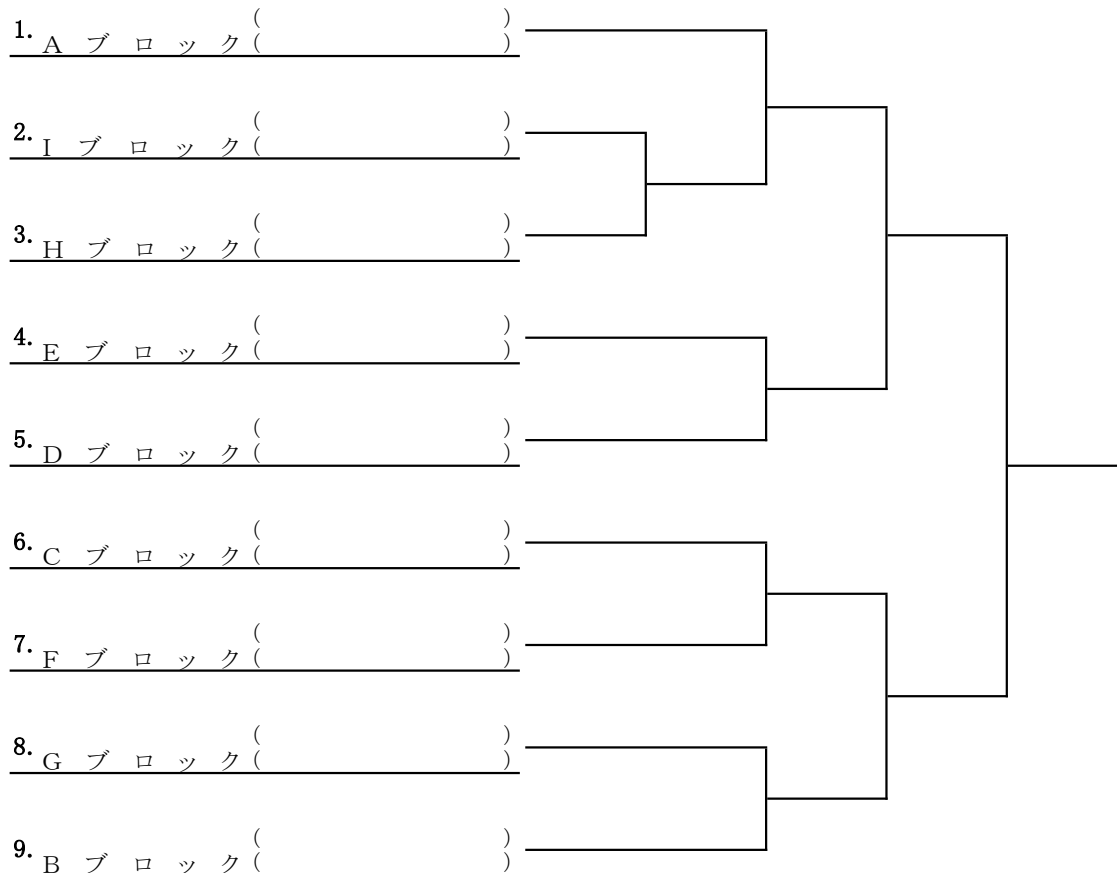 ( )
1. A ブ ロ ッ ク ( )
( )
2. I ブ ロ ッ ク ( )
( )
3. H ブ ロ ッ ク ( )
( )
4. E ブ ロ ッ ク ( )
( )
5. D ブ ロ ッ ク ( )
( )
6. C ブ ロ ッ ク ( )
( )
7. F ブ ロ ッ ク ( )
( )
8. G ブ ロ ッ ク ( )
( )
9. B ブ ロ ッ ク ( )